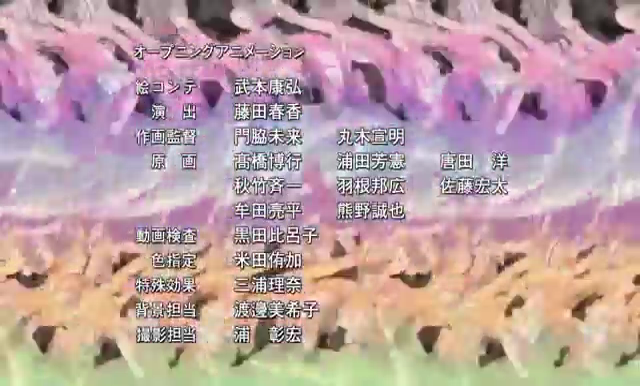 オープニングアニメーション
絵コンテ 武本康弘
演 出 藤田春香
作画監督 門脇未来 丸木宣明
原 画 髙橋博行 浦田芳憲 唐田 洋
秋竹斉一 羽根邦広 佐藤宏太
牟田亮平 熊野誠也
動画検査 黒田比呂子
色指定 米田侑加
特殊効果 三浦理奈
背景担当 渡邊美希子
撮影担当 浦 彰宏